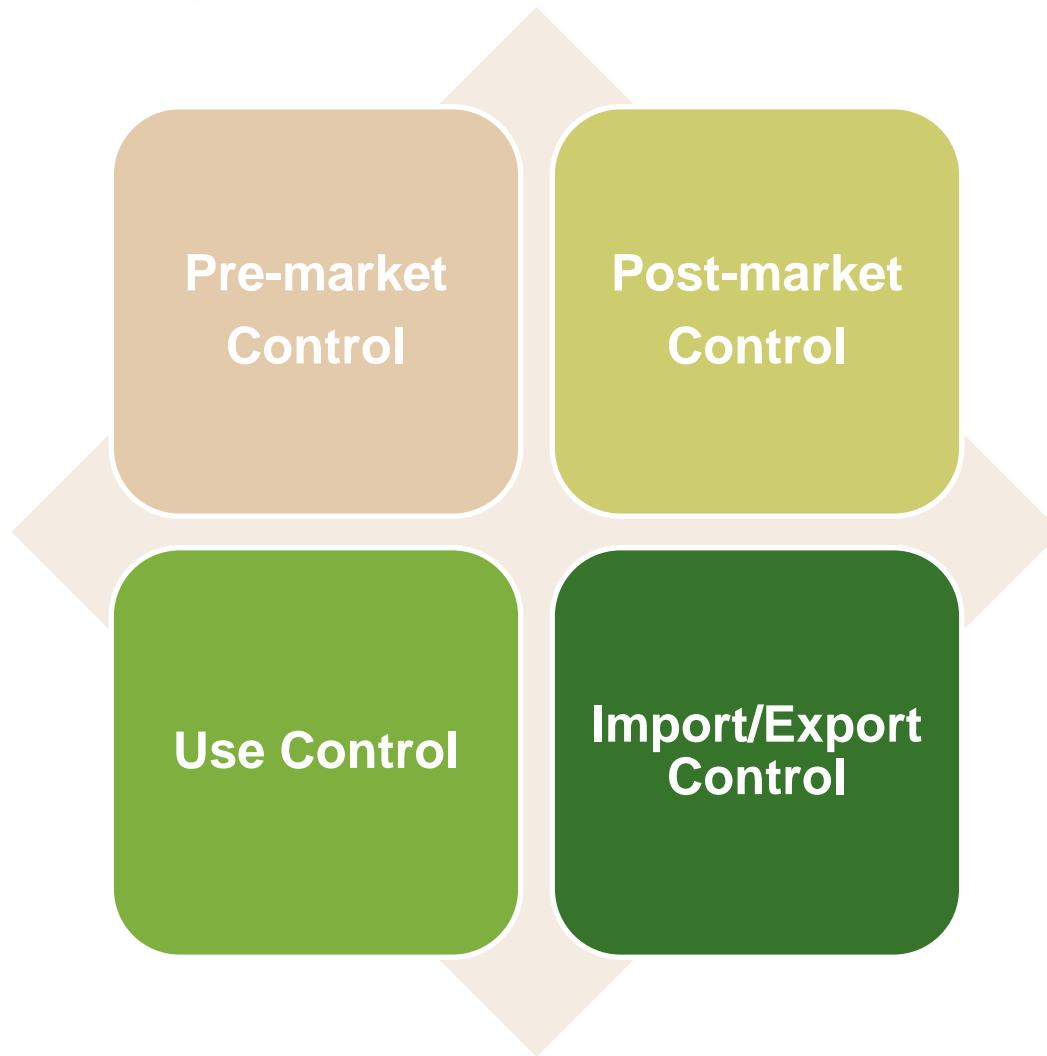 Pre-market
Control
Post-market
Control
Use Control
Import/Export
Control